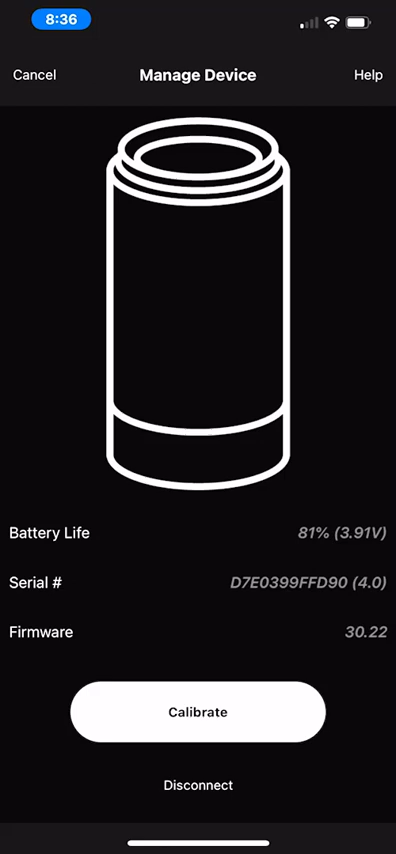 8:36
Cancel Manage Device Help
Battery Life 81% (3.91V)
Serial # D7E0399FFD90 (4.0)
Firmware 30.22
Calibrate
Disconnect